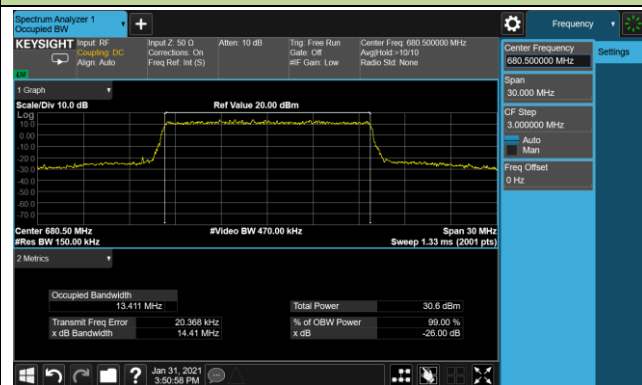 Spectrum Analyzer 1
Occupied BW
+
Frequency
KEYSIGHT
Input: RF
Coupling: DC
Align: Auto
Input Z: 50 Ω
Corrections: On
Freq Ref: Int (S)
Atten: 10 dB
Trig: Free Run
Gate: Off
#IF Gain: Low
Center Freq: 680.500000 MHz
Avg|Hold:>10/10
Radio Std: None
LXI
Center Frequency
680.500000 MHz
Settings
Span
30.000 MHz
CF Step
3.000000 MHz
Auto
Man
Freq Offset
0 Hz
1 Graph
Scale/Div 10.0 dB
Ref Value 20.00 dBm
Log
10.0
0.00
-10.0
-20.0
-30.0
-40.0
-50.0
-60.0
-70.0
Center 680.50 MHz
#Video BW 470.00 kHz
Span 30 MHz
#Res BW 150.00 kHz
Sweep 1.33 ms (2001 pts)
2 Metrics
Occupied Bandwidth
13.411 MHz
Total Power 30.6 dBm
Transmit Freq Error 20.368 kHz
% of OBW Power 99.00 %
x dB Bandwidth 14.41 MHz
x dB -26.00 dB
?
Jan 31, 2021
3:50:58 PM